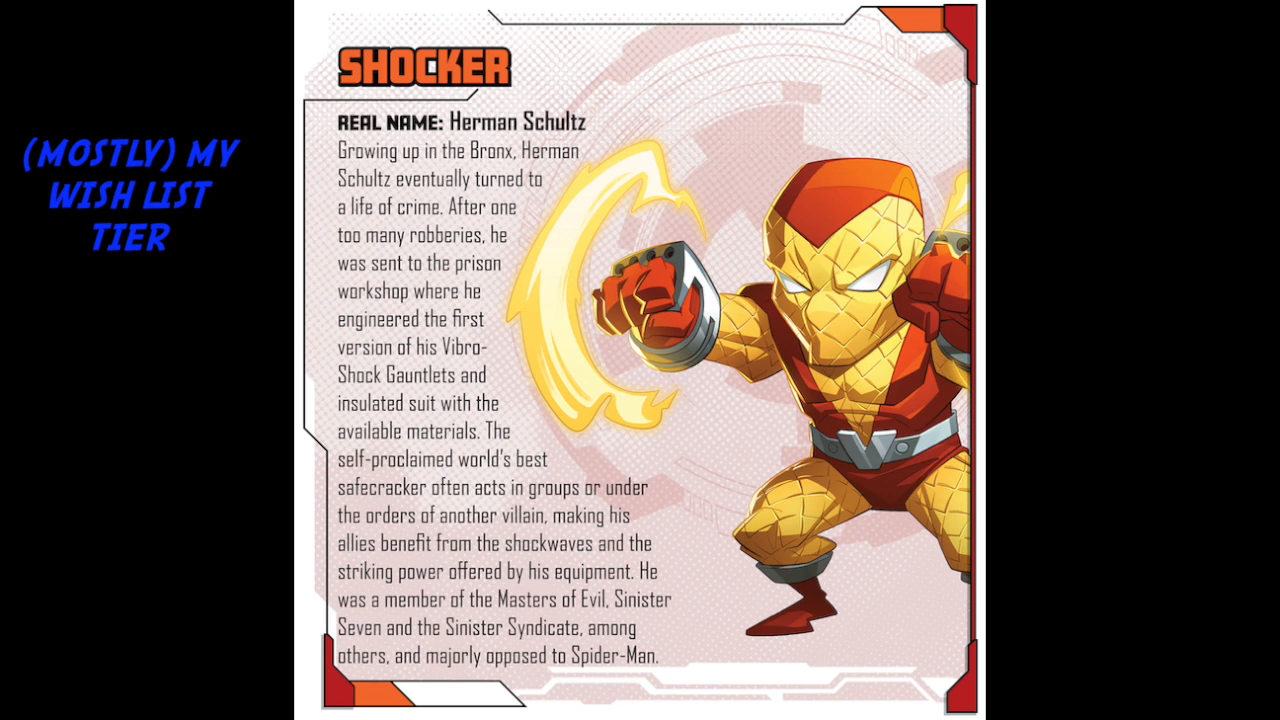 (MOSTLY) MY
WISH LIST
TIER
SHOCKER
REAL NAME: Herman Schultz
Growing up in the Bronx, Herman
Schultz eventually turned to
a life of crime. After one
too many robberies, he
was sent to the prison
workshop where he
engineered the first
version of his Vibro-
Shock Gauntlets and
insulated suit with the
available materials. The
self-proclaimed world's best
safecracker often acts in groups or under
the orders of another villain, making his
allies benefit from the shockwaves and the
striking power offered by his equipment. He
was a member of the Masters of Evil, Sinister
Seven and the Sinister Syndicate, among
others, and majorly opposed to Spider-Man.